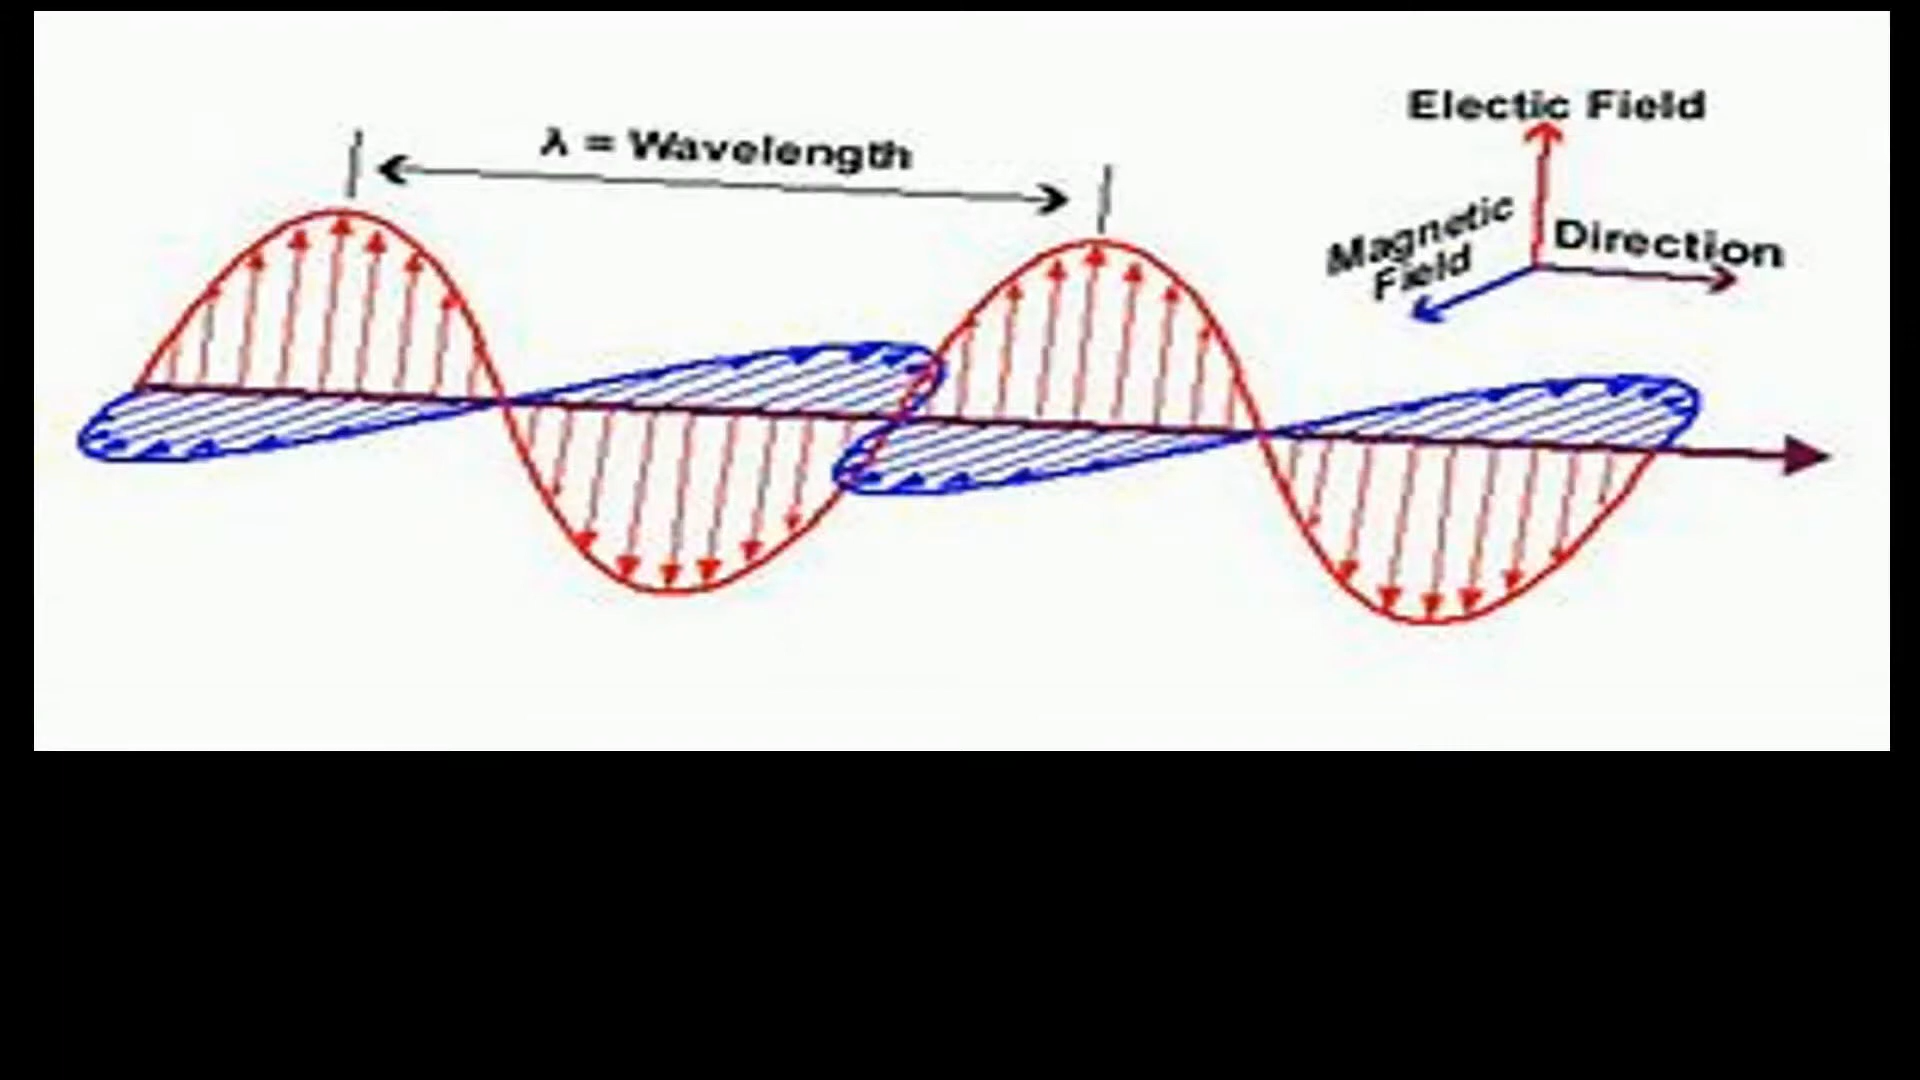 λ = Wavelength
Electic Field
Magnetic
Field
Direction